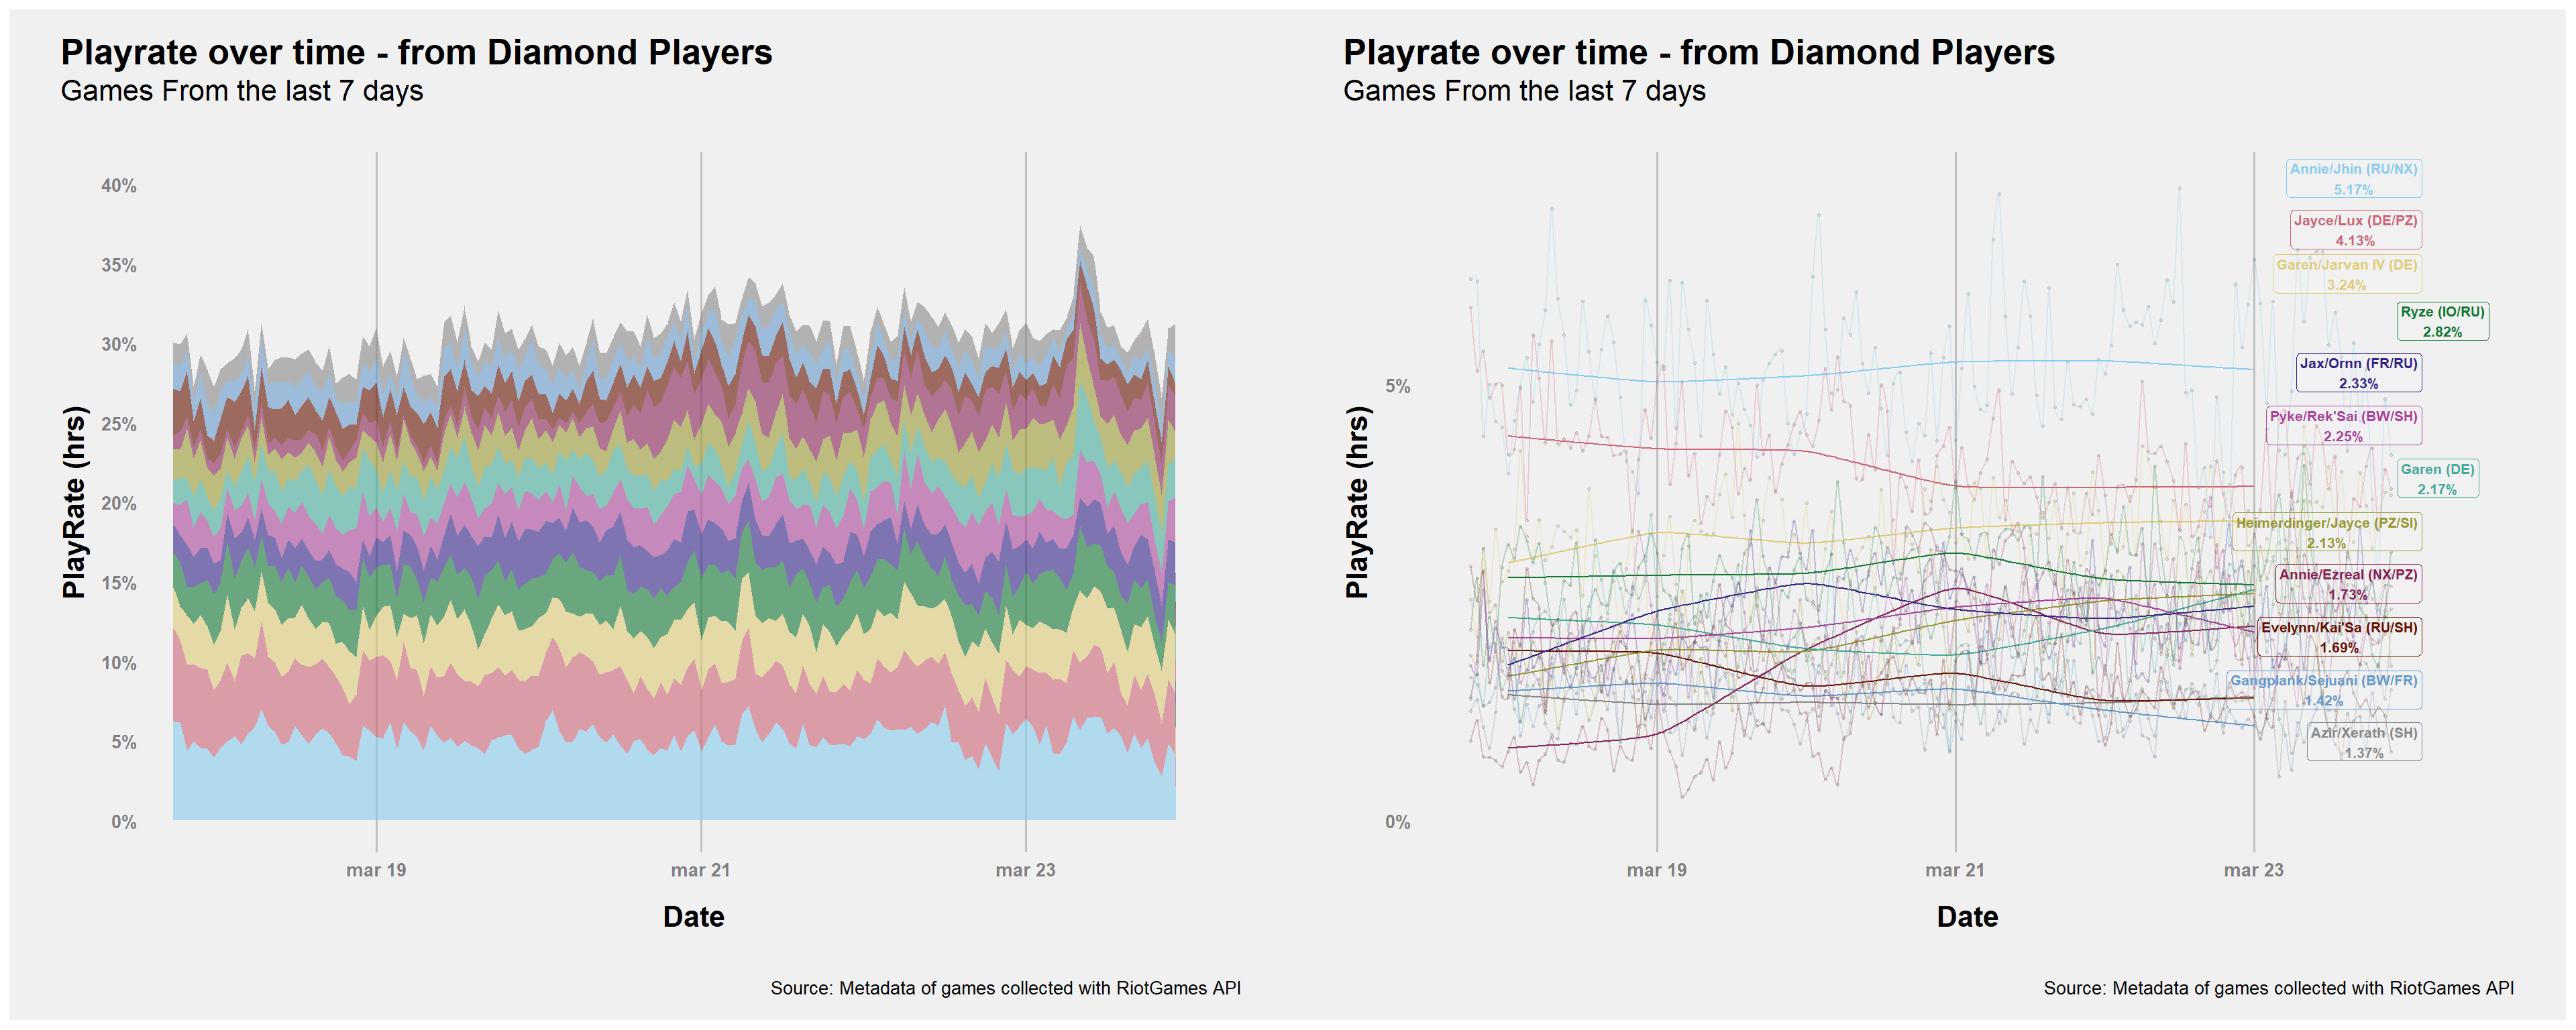 Playrate over time - from Diamond Players
Games From the last 7 days
40%
35%
30%
25%
20%
15%
10%
5%
0%
PlayRate (hrs)
mar 19
mar 21
mar 23
Date
Source: Metadata of games collected with RiotGames API
Playrate over time - from Diamond Players
Games From the last 7 days
5%
0%
PlayRate (hrs)
Annie/Jhin (RU/NX)
5.17%
Jayce/Lux (DE/PZ)
4.13%
Garen/Jarvan IV (DE)
3.24%
Ryze (IO/RU)
2.82%
Jax/Ornn (FR/RU)
2.33%
Pyke/Rek'Sai (BW/SH)
2.25%
Garen (DE)
2.17%
Heimerdinger/Jayce (PZ/SI)
2.13%
Annie/Ezreal (NX/PZ)
1.73%
Evelynn/Kai'Sa (RU/SH)
1.69%
Gangplank/Sejuani (BW/FR)
1.42%
Azir/Xerath (SH)
1.37%
mar 19
mar 21
mar 23
Date
Source: Metadata of games collected with RiotGames API